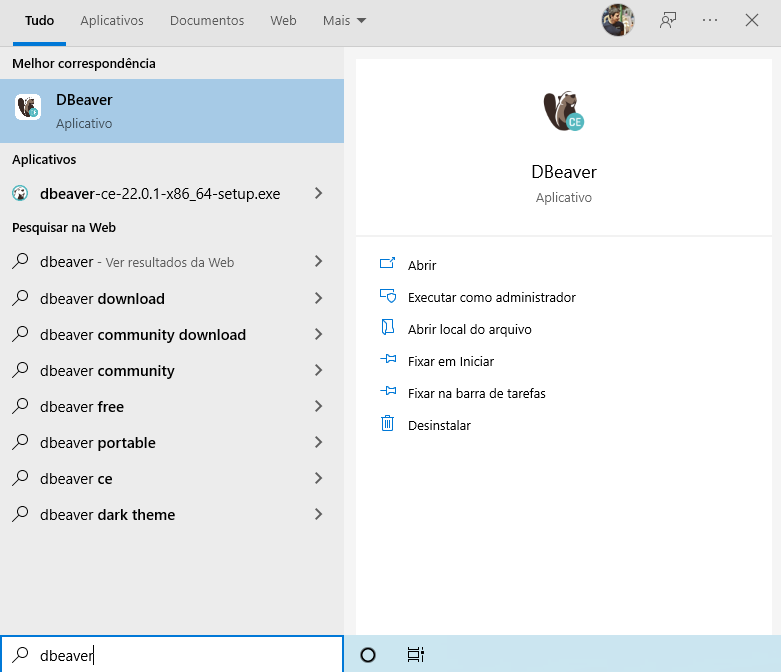 Tudo Aplicativos Documentos Web Mais
Melhor correspondência
DBeaver
Aplicativo
Aplicativos
dbeaver-ce-22.0.1-x86_64-setup.exe
Pesquisar na Web
dbeaver - Ver resultados da Web
dbeaver download
dbeaver community download
dbeaver community
dbeaver free
dbeaver portable
dbeaver ce
dbeaver dark theme
dbeaver
CE
DBeaver
Aplicativo
Abrir
Executar como administrador
Abrir local do arquivo
Fixar em Iniciar
Fixar na barra de tarefas
Desinstalar